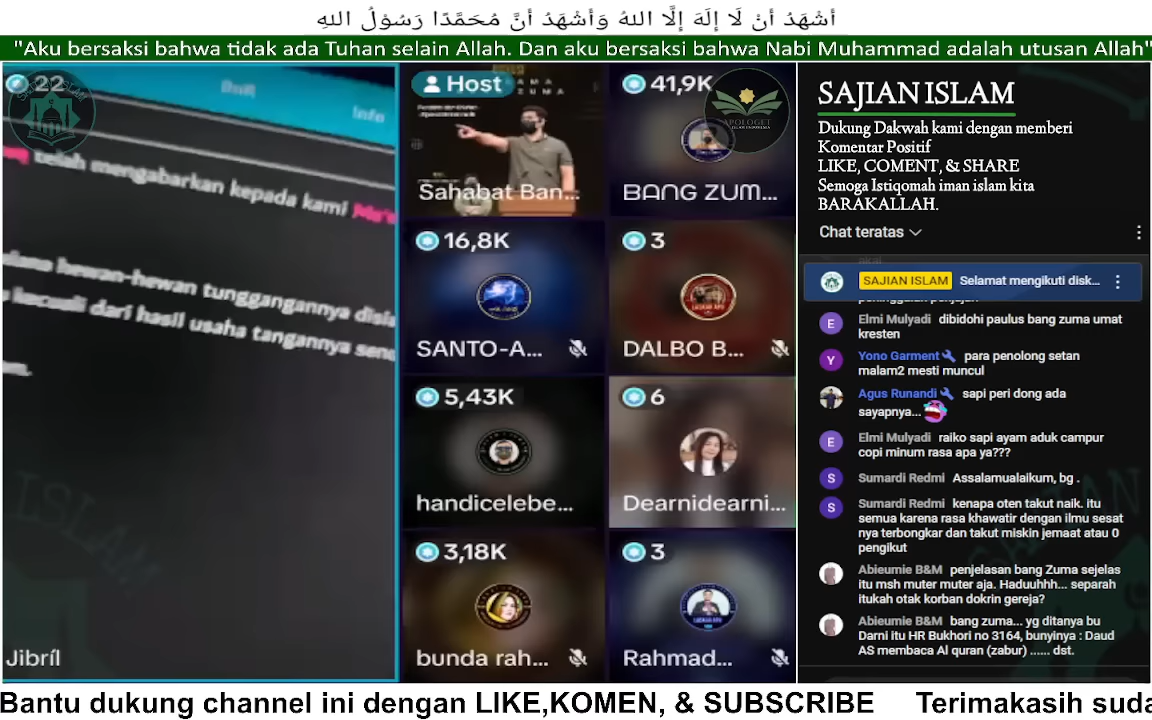 أشْهَدُ أنْ لَا إلَهَ إلَّا اللهُ وَأشْهَدُ أنَّ مُحَمَّدًا رَسُوْلُ اللهِ
"Aku bersaksi bahwa tidak ada Tuhan selain Allah. Dan aku bersaksi bahwa Nabi Muhammad adalah utusan Allah"
22
Info
telah mengabarkan kepada kami
hewan-hewan tunggangannya
kecuali dari hasil usaha tangannya
Jibríl
Host
Sahabat Ban...
41,9K
APOLOGET
BANG ZUM...
16,8K
SANTO-A...
3
DALBO B...
5,43K
handicelebe...
6
Dearnidearni...
3,18K
bunda rah...
3
Rahmad...
SAJIAN ISLAM
Dukung Dakwah kami dengan memberi
Komentar Positif
LIKE, COMENT, & SHARE
Semoga Istiqomah iman islam kita
BARAKALLAH.
Chat teratas
SAJIAN ISLAM Selamat mengikuti disk...
E Elmi Mulyadi dibidohi paulus bang zuma umat
kresten
Y Yono Garment para penolong setan
malam2 mesti muncul
Agus Runandi sapi peri dong ada
sayapnya...
E Elmi Mulyadi raiko sapi ayam aduk campur
copi minum rasa apa ya???
S Sumardi Redmi Assalamualaikum, bg .
S Sumardi Redmi kenapa oten takut naik. itu
semua karena rasa khawatir dengan ilmu sesat
nya terbongkar dan takut miskin jemaat atau 0
pengikut
Abieumie B&M penjelasan bang Zuma sejelas
itu msh muter muter aja. Haduuhhh... separah
itukah otak korban dokrin gereja?
Abieumie B&M bang zuma... yg ditanya bu
Darni itu HR Bukhori no 3164, bunyinya : Daud
AS membaca Al quran (zabur) ...... dst.
Bantu dukung channel ini dengan LIKE,KOMEN, & SUBSCRIBE Terimakasih suda